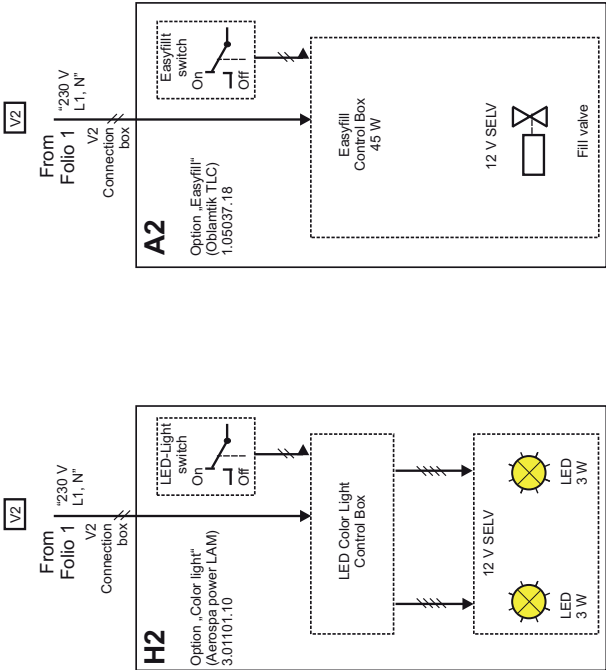 V2
From
Folio 1
"230 V
L1, N"
V2
Connection
box
A2
Option „Easyfill"
(Oblamtik TLC)
1.05037.18
Easyfillt
switch
On
Off
Easyfill
Control Box
45 W
12 V SELV
Fill valve
V2
From
Folio 1
"230 V
L1, N"
V2
Connection
box
H2
Option „Color light"
(Aerospa power LAM)
3.01101.10
LED-Light
switch
On
Off
LED Color Light
Control Box
12 V SELV
LED
3 W
LED
3 W